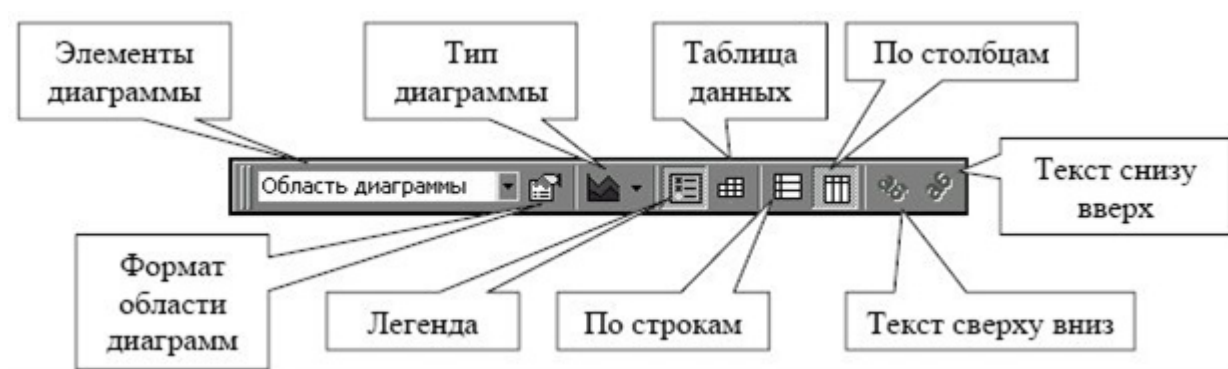 Элементы
диаграммы
Тип
диаграммы
Таблица
данных
По столбцам
Область диаграммы
Текст снизу
вверх
Формат
области
диаграмм
Легенда
По строкам
Текст сверху вниз